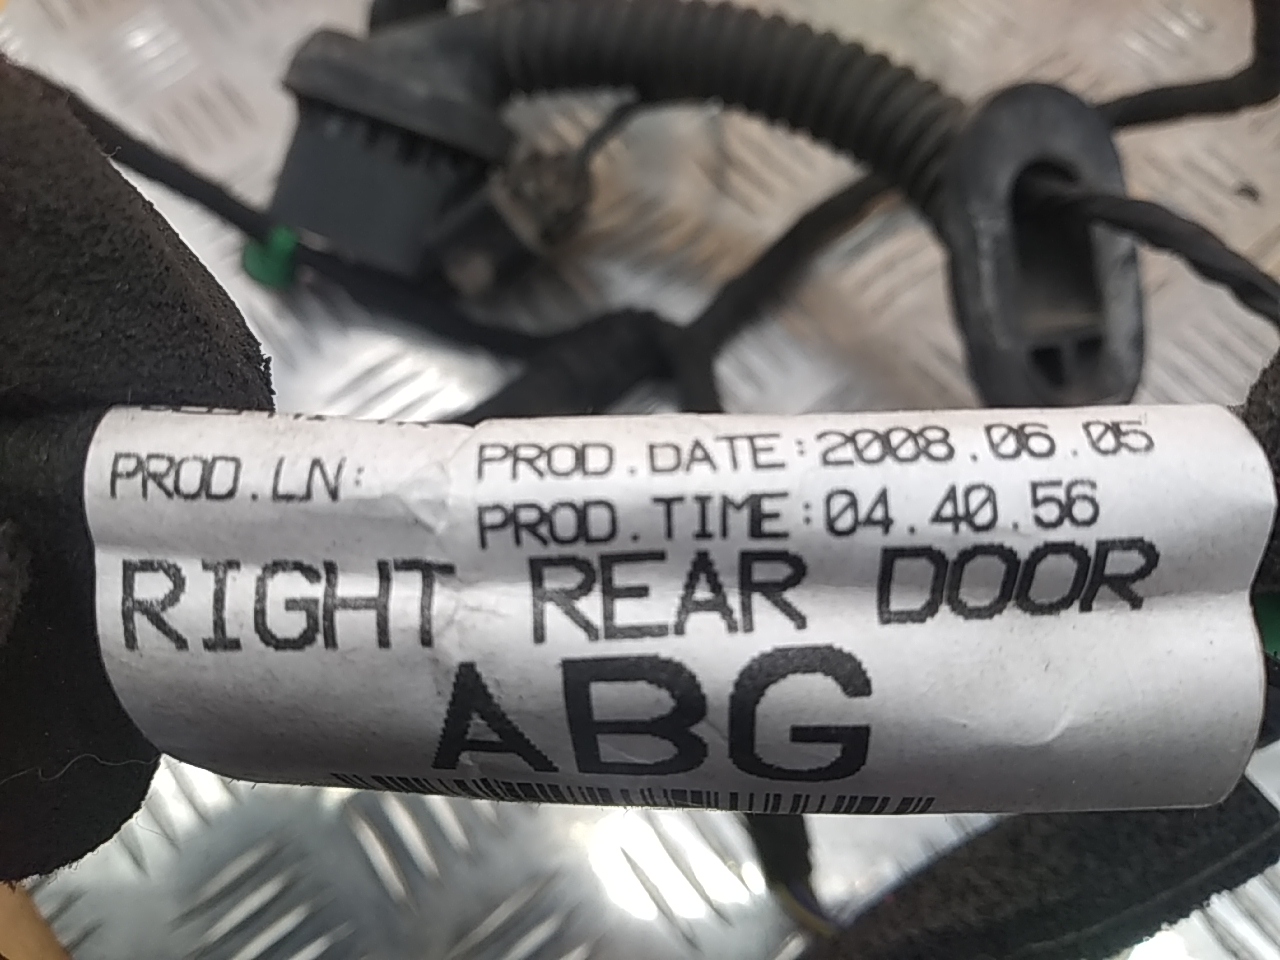 PROD.LN:
PROD.DATE:2008.06.05
PROD.TIME:04.40.56
RIGHT REAR DOOR
ABG